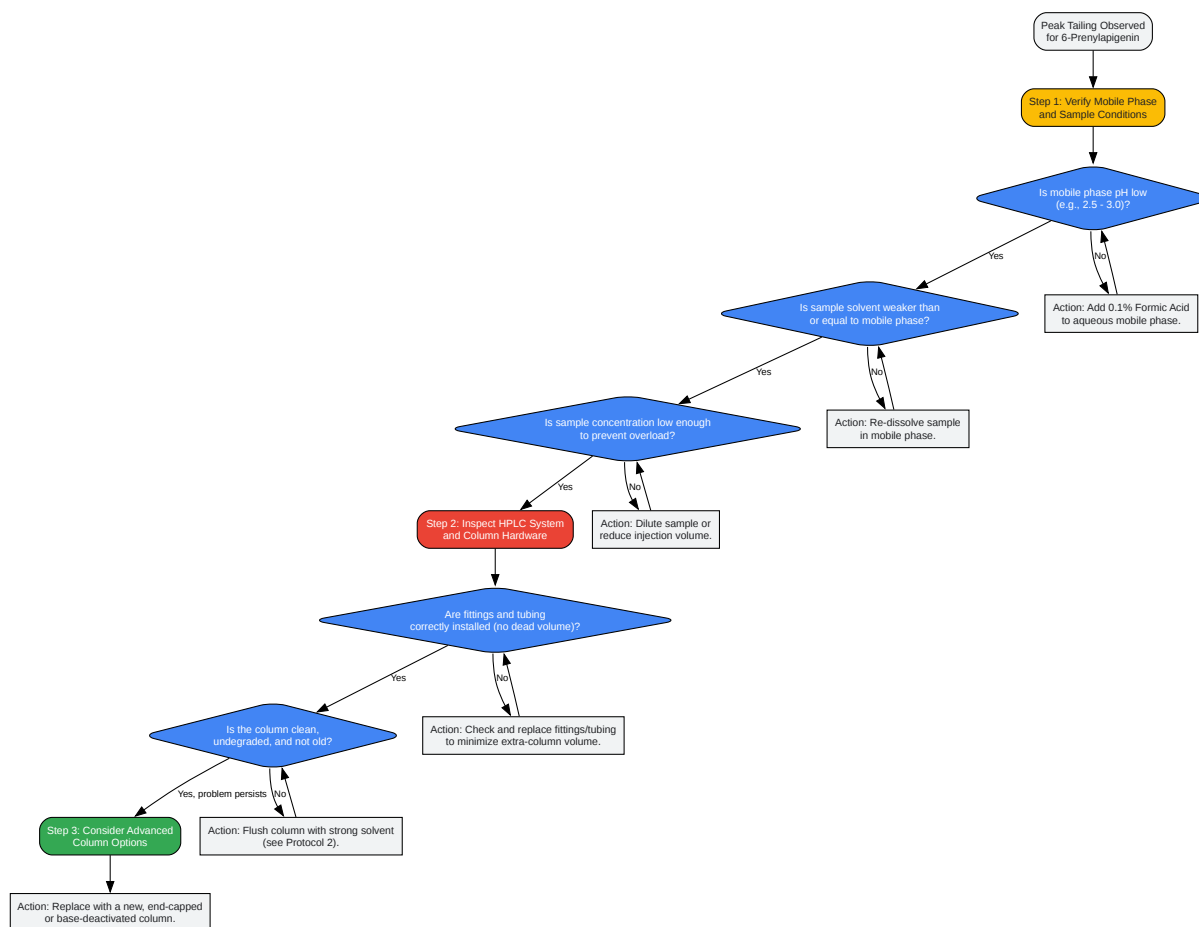 Peak Tailing Observed
for 6-Prenylapigenin
Step 1: Verify Mobile Phase
and Sample Conditions
Is mobile phase pH low
(e.g., 2.5 - 3.0)?
Yes
No
Action: Add 0.1% Formic Acid
to aqueous mobile phase.
Is sample solvent weaker than
or equal to mobile phase?
Yes
No
Action: Re-dissolve sample
in mobile phase.
Is sample concentration low enough
to prevent overload?
Yes
No
Action: Dilute sample or
reduce injection volume.
Step 2: Inspect HPLC System
and Column Hardware
Are fittings and tubing
correctly installed (no dead volume)?
Yes
No
Action: Check and replace fittings/tubing
to minimize extra-column volume.
Is the column clean,
undegraded, and not old?
Yes, problem persists
No
Action: Flush column with strong solvent
(see Protocol 2).
Step 3: Consider Advanced
Column Options
Action: Replace with a new, end-capped
or base-deactivated column.